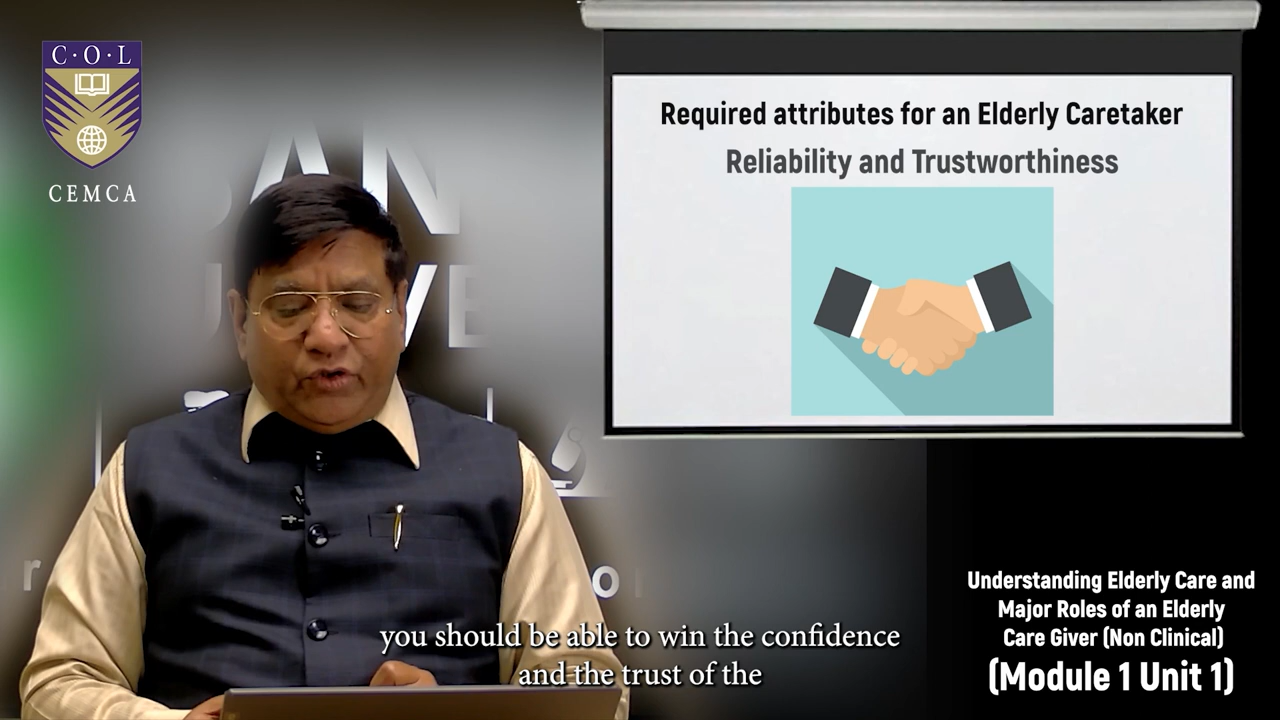 C·O·L
CEMCA
Required attributes for an Elderly Caretaker
Reliability and Trustworthiness
you should be able to win the confidence
and the trust of the
Understanding Elderly Care and
Major Roles of an Elderly
Care Giver (Non Clinical)
(Module 1 Unit 1)